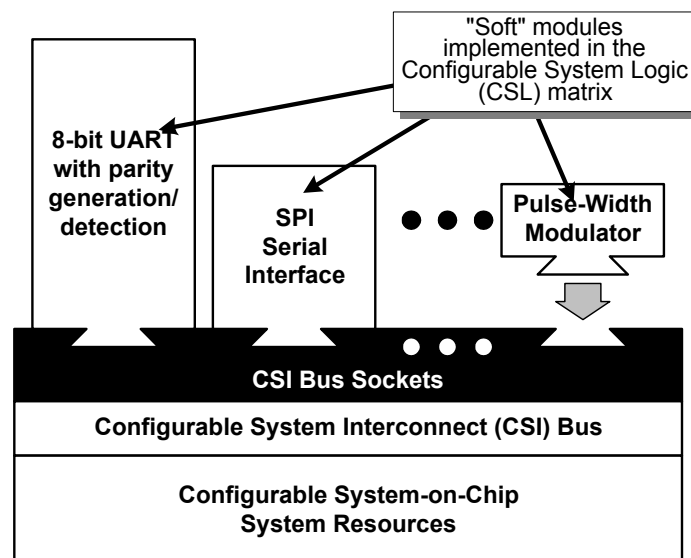 "Soft" modules
implemented in the
Configurable System Logic
(CSL) matrix
8-bit UART
with parity
generation/
detection
SPI
Serial
Interface
Pulse-Width
Modulator
CSI Bus Sockets
Configurable System Interconnect (CSI) Bus
Configurable System-on-Chip
System Resources